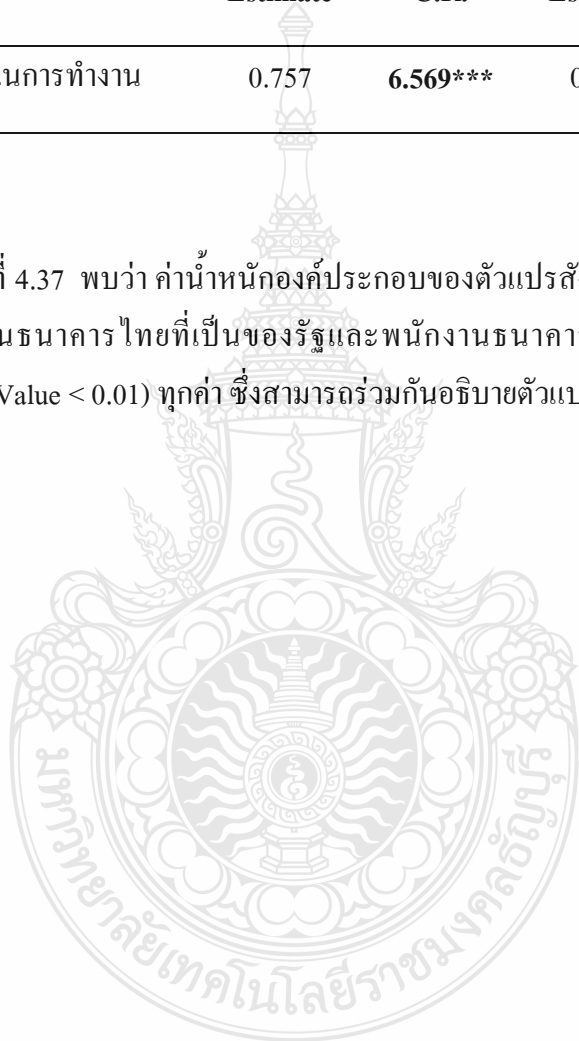 นการทำงาน 0.757 6.569*** 0
ที่ 4.37 พบว่า ค่าน้ำหนักองค์ประกอบของตัวแปรสั
นธนาคารไทยที่เป็นของรัฐและพนักงานธนาคา
Value < 0.01) ทุกค่า ซึ่งสามารถร่วมกันอธิบายตัวแป
มหาวิทยาลัยเทคโนโลยีราชมงคลธัญบุรี